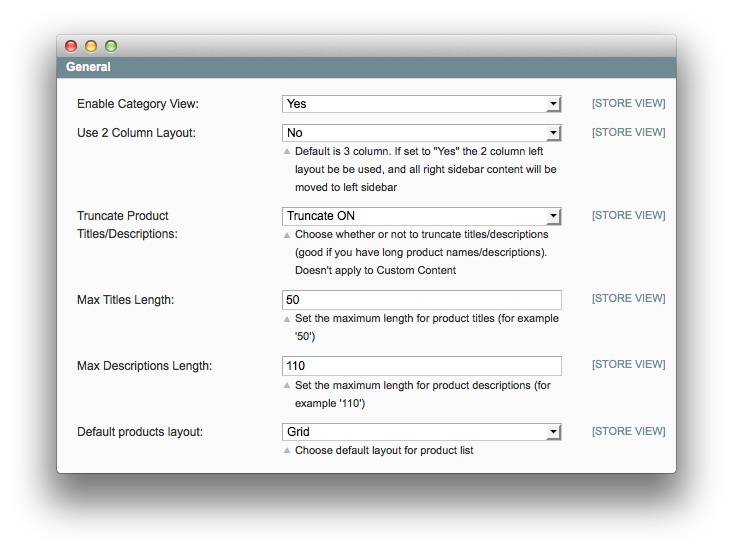 General
Enable Category View:
Yes
[STORE VIEW]
Use 2 Column Layout:
No
[STORE VIEW]
Default is 3 column. If set to "Yes" the 2 column left
layout be be used, and all right sidebar content will be
moved to left sidebar
Truncate Product
Titles/Descriptions:
Truncate ON
[STORE VIEW]
Choose whether or not to truncate titles/descriptions
(good if you have long product names/descriptions).
Doesn't apply to Custom Content
Max Titles Length:
50
[STORE VIEW]
Set the maximum length for product titles (for example
'50')
Max Descriptions Length:
110
[STORE VIEW]
Set the maximum length for product descriptions (for
example '110')
Default products layout:
Grid
[STORE VIEW]
Choose default layout for product list